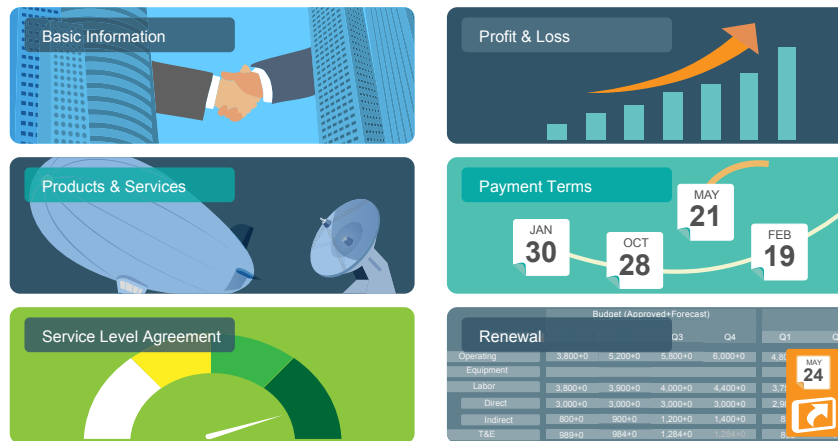 Basic Information
Profit & Loss
Products & Services
Payment Terms
JAN
30
OCT
28
MAY
21
FEB
19
Service Level Agreement
Renewal
Budget (Approved+Forecast)
Q3 Q4 Q1
Operating 3,800+0 5,200+0 5,800+0 6,000+0
Equipment
Labor 3,800+0 3,900+0 4,000+0 4,400+0
Direct 3,000+0 3,000+0 3,000+0 3,000+0
Indirect 800+0 900+0 1,200+0 1,400+0
T&E 989+0 984+0 1,284+0 1,284+0
MAY
24